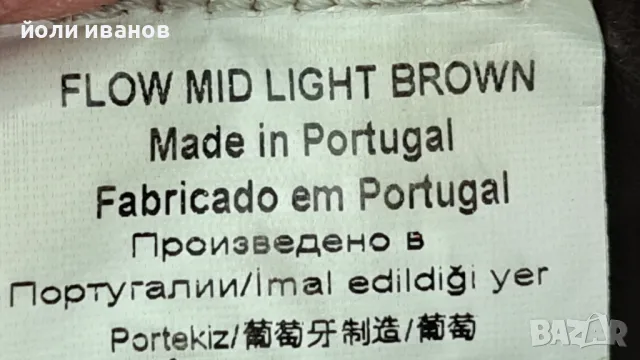 йоли иванов
FLOW MID LIGHT BROWN
Made in Portugal
Fabricado em Portugal
Произведено в
Португалии/İmal edildiği yer
Portekiz/葡萄牙制造/葡萄
BAZAR